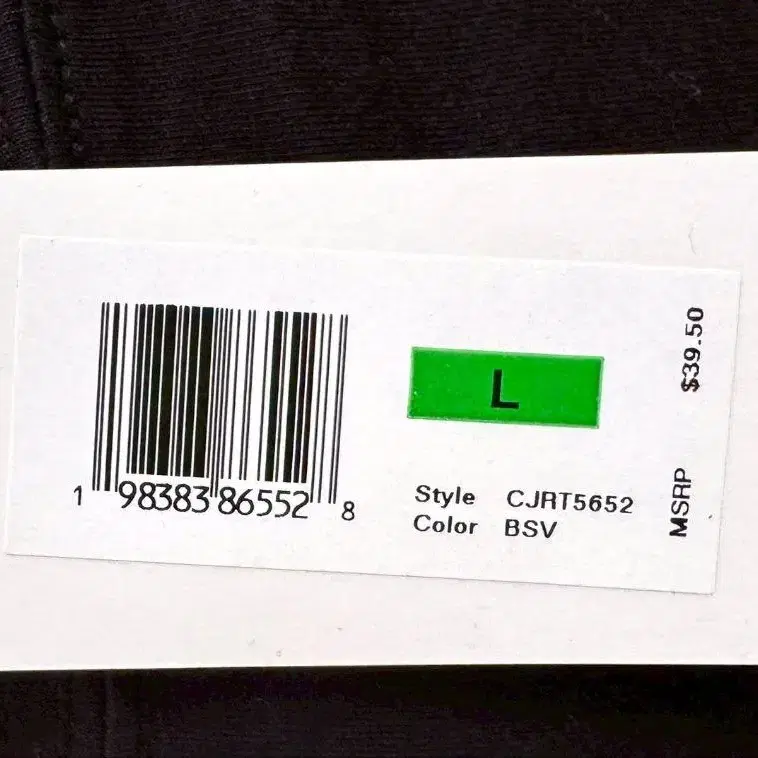 1 98383 86552 8
L
Style CJRT5652
Color BSV
MSRP $39.50